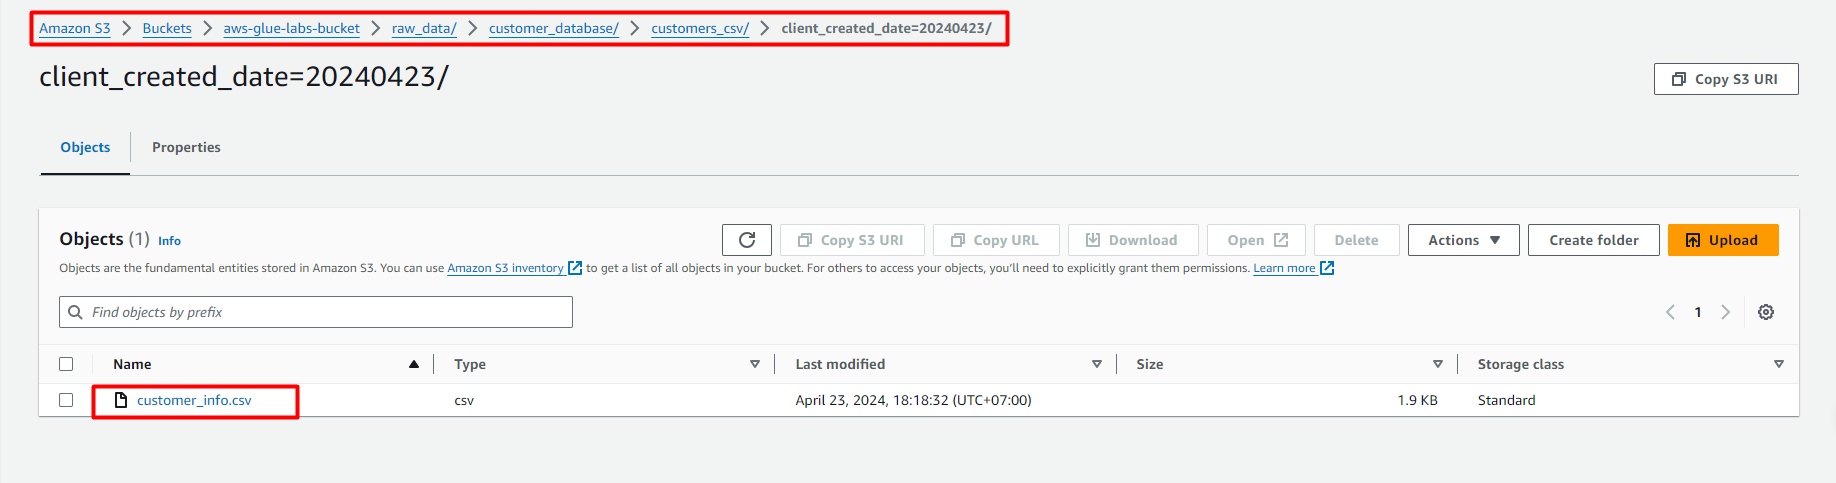 Amazon S3 > Buckets > aws-glue-labs-bucket > raw_data/ > customer_database/ > customers_csv/ > client_created_date=20240423/
client_created_date=20240423/
Copy S3 URI
Objects Properties
Objects (1) Info
Copy S3 URI Copy URL Download Open Delete Actions Create folder Upload
Objects are the fundamental entities stored in Amazon S3. You can use Amazon S3 inventory to get a list of all objects in your bucket. For others to access your objects, you'll need to explicitly grant them permissions. Learn more
Find objects by prefix
1
Name Type Last modified Size Storage class
customer_info.csv csv April 23, 2024, 18:18:32 (UTC+07:00) 1.9 KB Standard